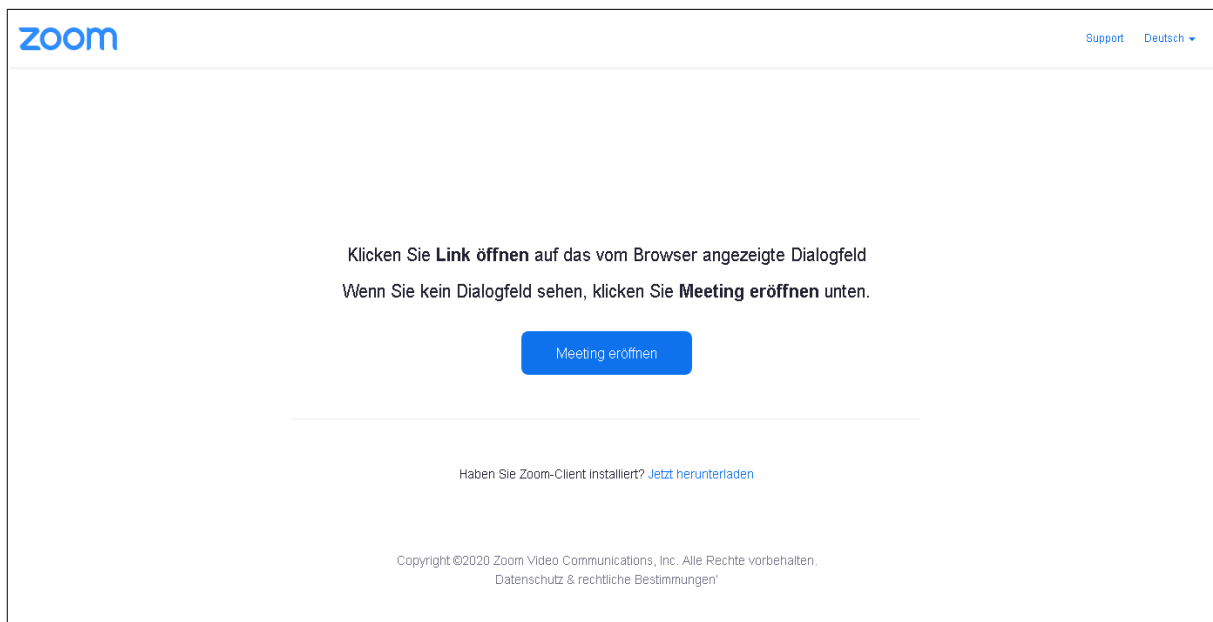 zoom
Support Deutsch
Klicken Sie Link öffnen auf das vom Browser angezeigte Dialogfeld
Wenn Sie kein Dialogfeld sehen, klicken Sie Meeting eröffnen unten.
Meeting eröffnen
Haben Sie Zoom-Client installiert? Jetzt herunterladen
Copyright ©2020 Zoom Video Communications, Inc. Alle Rechte vorbehalten.
Datenschutz & rechtliche Bestimmungen'